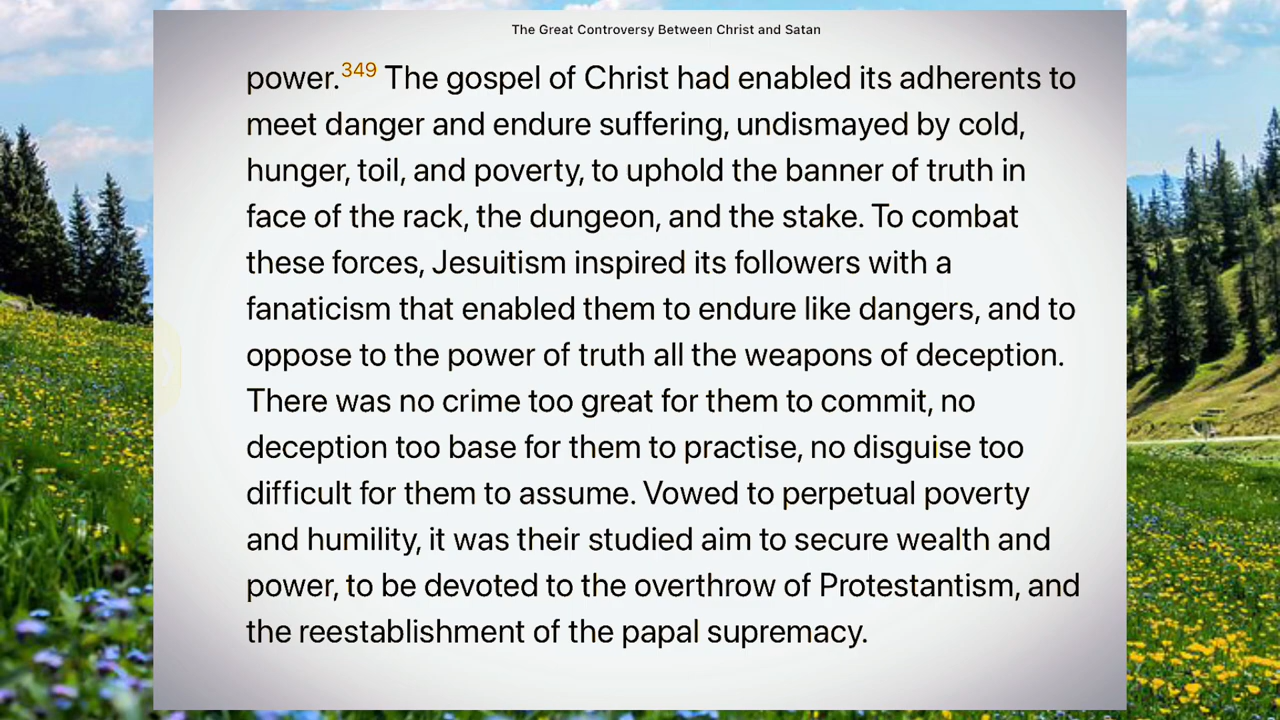 The Great Controversy Between Christ and Satan
power.349 The gospel of Christ had enabled its adherents to
meet danger and endure suffering, undismayed by cold,
hunger, toil, and poverty, to uphold the banner of truth in
face of the rack, the dungeon, and the stake. To combat
these forces, Jesuitism inspired its followers with a
fanaticism that enabled them to endure like dangers, and to
oppose to the power of truth all the weapons of deception.
There was no crime too great for them to commit, no
deception too base for them to practise, no disguise too
difficult for them to assume. Vowed to perpetual poverty
and humility, it was their studied aim to secure wealth and
power, to be devoted to the overthrow of Protestantism, and
the reestablishment of the papal supremacy.